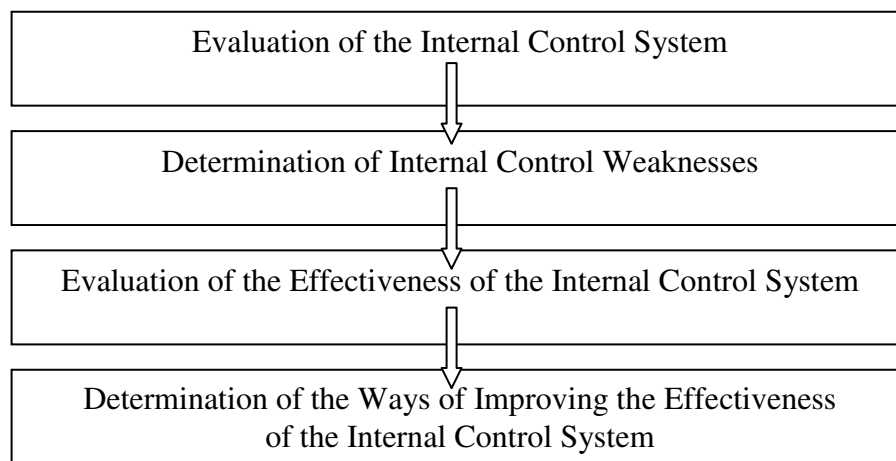 Evaluation of the Internal Control System
Determination of Internal Control Weaknesses
Evaluation of the Effectiveness of the Internal Control System
Determination of the Ways of Improving the Effectiveness
of the Internal Control System